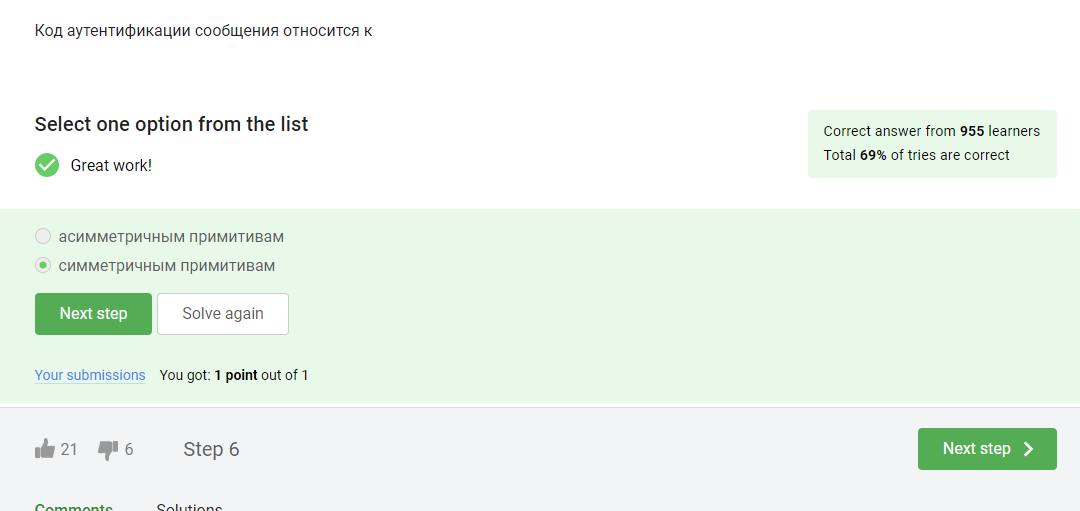 Код аутентификации сообщения относится к
Select one option from the list
Correct answer from 955 learners
Total 69% of tries are correct
Great work!
асимметричным примитивам
симметричным примитивам
Next step
Solve again
Your submissions You got: 1 point out of 1
21 6 Step 6
Next step
Comments Solutions